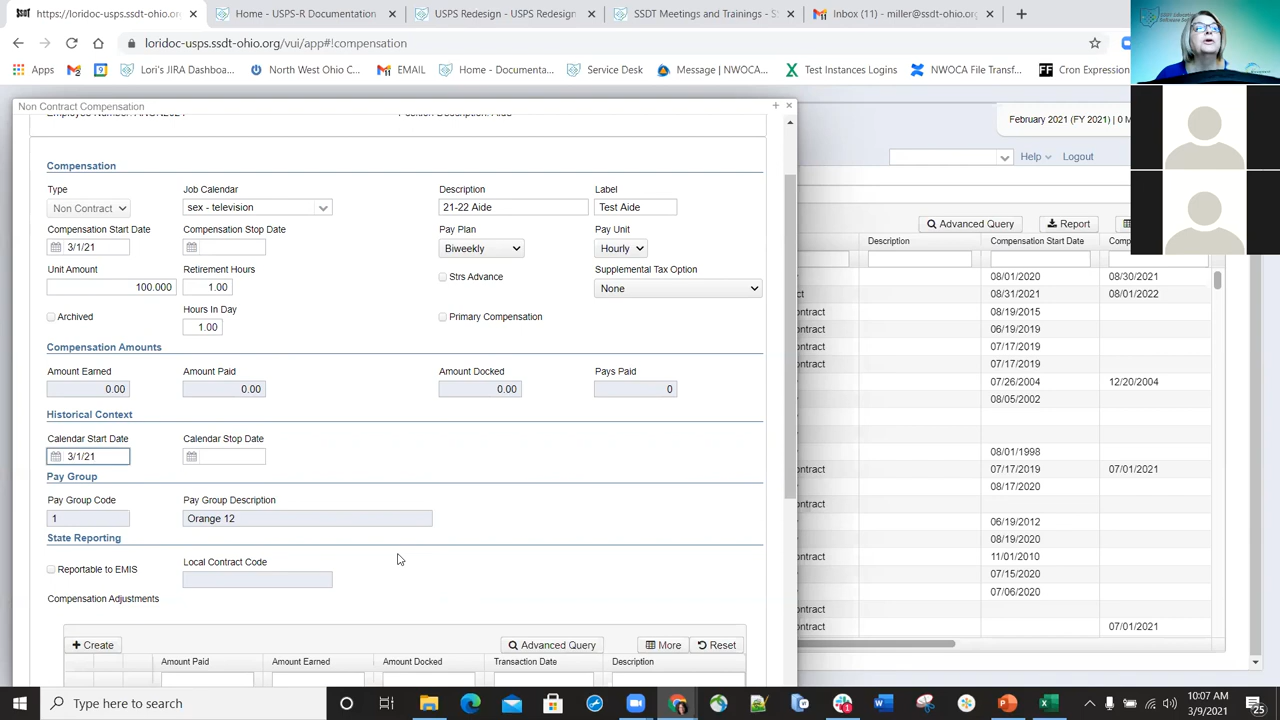 https://loridoc-usps.ssdt-ohio.org/
Home - USPS-R Documentation
USPS Redesign - USPS Redesign
SSDT Meetings and Trainings -
Inbox (11) - miller@ssdt-ohio.org
loridoc-usps.ssdt-ohio.org/vui/app#!compensation
Apps
Lori's JIRA Dashboa...
North West Ohio C...
EMAIL
Home - Documenta...
Service Desk
Message | NWOCA
Test Instances Logins
NWOCA File Transf...
Cron Expression
Non Contract Compensation
February 2021 (FY 2021) | 0 M
Help
Logout
Compensation
Type
Job Calendar
Description
Label
Non Contract
sex - television
21-22 Aide
Test Aide
Compensation Start Date
Compensation Stop Date
Pay Plan
Pay Unit
3/1/21
Biweekly
Hourly
Unit Amount
Retirement Hours
Strs Advance
Supplemental Tax Option
100.000
1.00
None
Archived
Hours In Day
Primary Compensation
1.00
Compensation Amounts
Amount Earned
Amount Paid
Amount Docked
Pays Paid
0.00
0.00
0.00
0
Historical Context
Calendar Start Date
Calendar Stop Date
3/1/21
Pay Group
Pay Group Code
Pay Group Description
1
Orange 12
State Reporting
Reportable to EMIS
Local Contract Code
Compensation Adjustments
Create
Advanced Query
More
Reset
Amount Paid
Amount Earned
Amount Docked
Transaction Date
Description
Advanced Query
Report
Description
Compensation Start Date
Comp
08/01/2020 08/30/2021
ct 08/31/2021 08/01/2022
ontract 08/19/2015
06/19/2019
ontract 07/17/2019
ontract 07/17/2019
07/26/2004 12/20/2004
08/05/2002
08/01/1998
ontract 07/17/2019 07/01/2021
08/17/2020
ontract
06/19/2012
08/19/2020
ontract 11/01/2010
07/15/2020
07/06/2020
ontract
ontract 07/01/2021
Type here to search
10:07 AM
3/9/2021
25